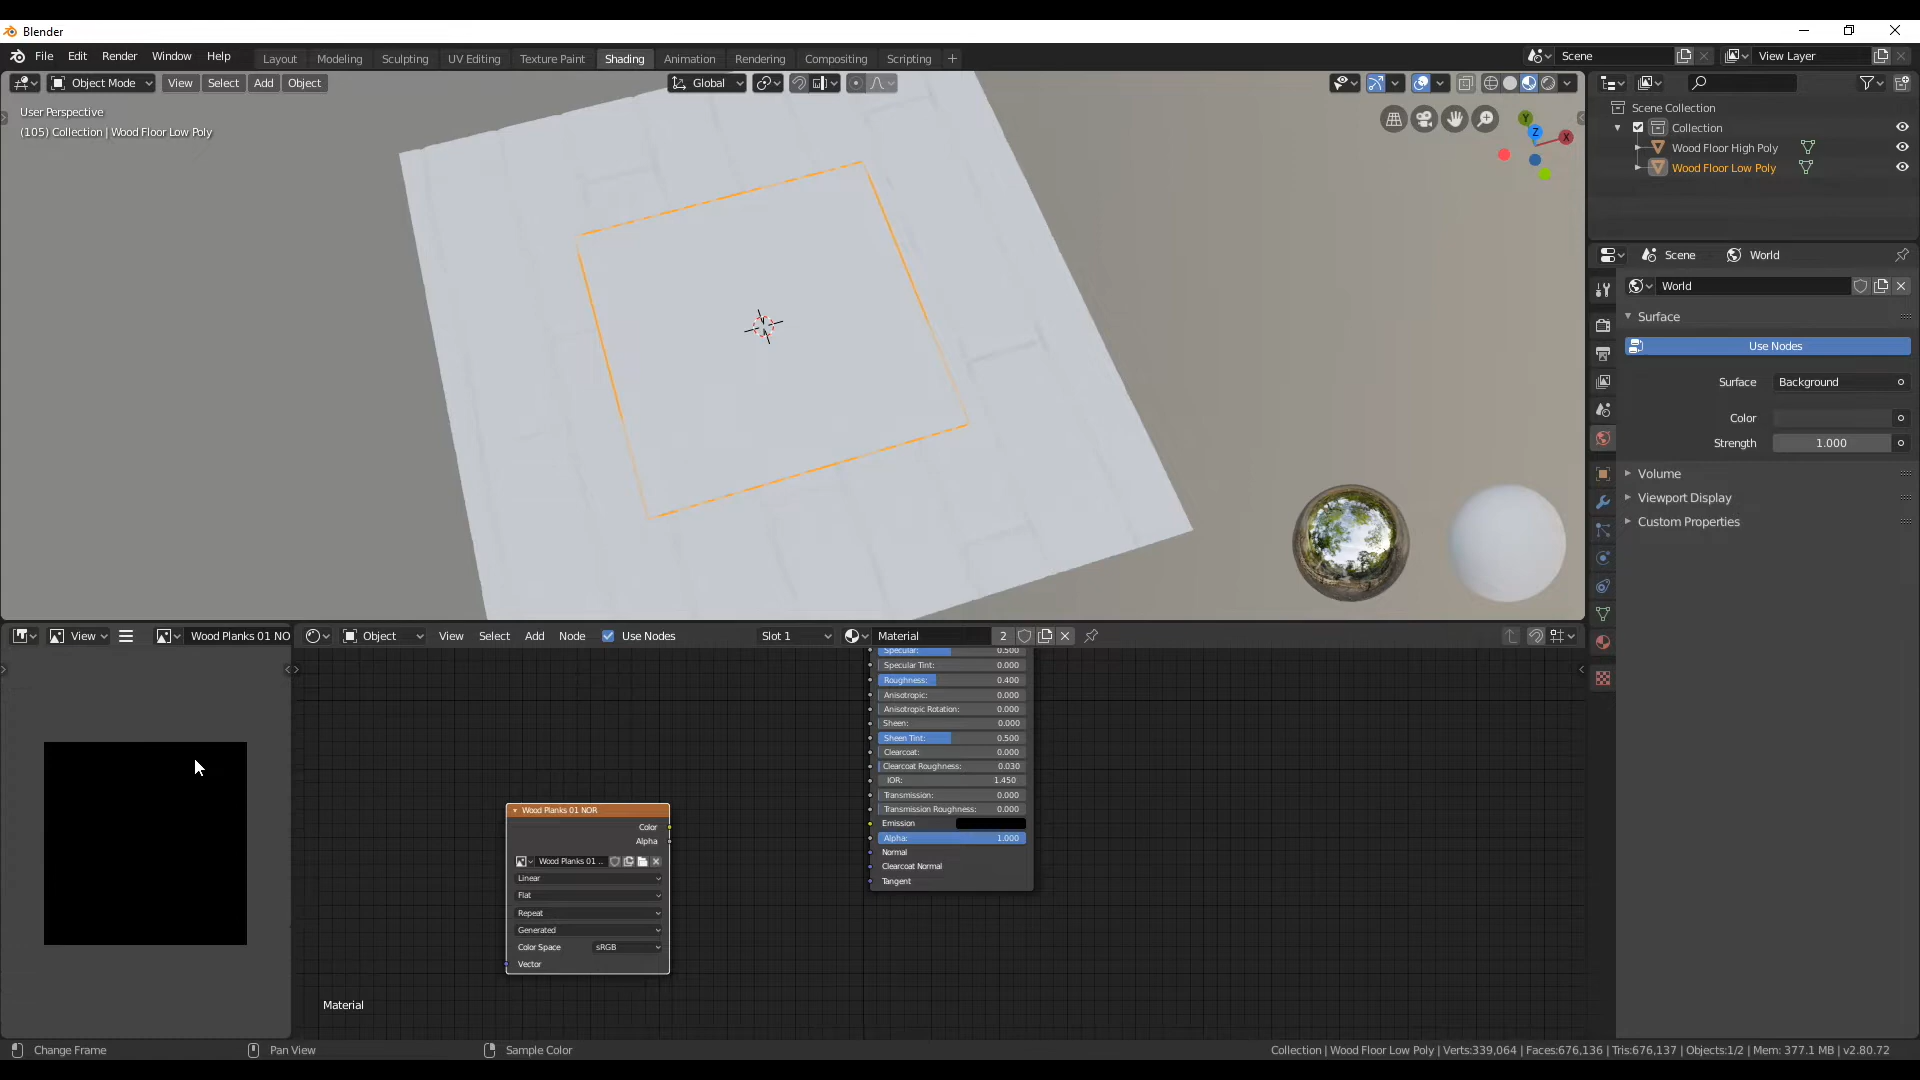 Blender
File Edit Render Window Help Layout Modeling Sculpting UV Editing Texture Paint Shading Animation Rendering Compositing Scripting + Scene View Layer
Object Mode View Select Add Object Global
User Perspective
(105) Collection | Wood Floor Low Poly
Y
Z
X
Scene Collection
Collection
Wood Floor High Poly
Wood Floor Low Poly
Scene World
World
Surface
Use Nodes
Surface Background
Color
Strength 1.000
Volume
Viewport Display
Custom Properties
View Wood Planks 01 NO
Object View Select Add Node Use Nodes Slot 1 Material 2
Specular: 0.500
Specular Tint: 0.000
Roughness: 0.400
Anisotropic: 0.000
Anisotropic Rotation: 0.000
Sheen: 0.000
Sheen Tint: 0.500
Clearcoat: 0.000
Clearcoat Roughness: 0.030
IOR: 1.450
Transmission: 0.000
Transmission Roughness: 0.000
Emission
Alpha: 1.000
Normal
Clearcoat Normal
Tangent
Wood Planks 01 NOR
Color
Alpha
Wood Planks 01 ..
Linear
Flat
Repeat
Generated
Color Space sRGB
Vector
Material
Change Frame Pan View Sample Color Collection | Wood Floor Low Poly | Verts:339,064 | Faces:676,136 | Tris:676,137 | Objects:1/2 | Mem: 377.1 MB | v2.80.72